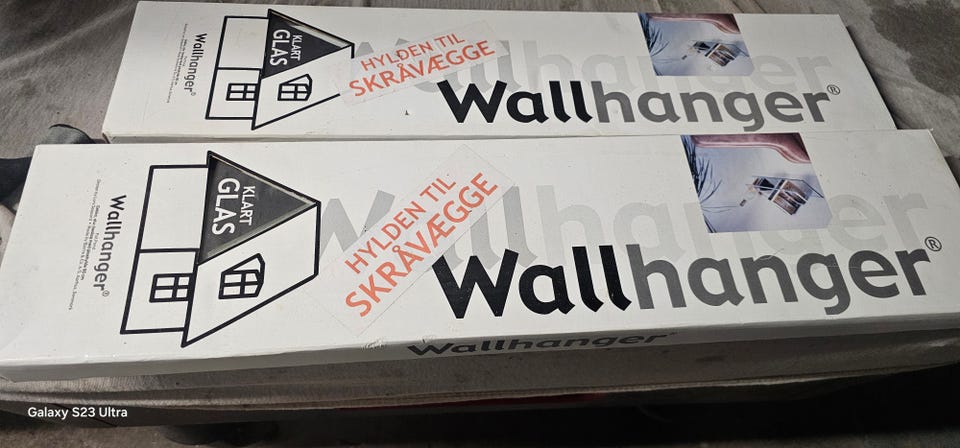 Wallhanger®
KLART
GLAS
HYLDEN TIL
SKRÅVÆGGE
Wallhanger®
Wallhanger®
KLART
GLAS
HYLDEN TIL
SKRÅVÆGGE
Wallhanger®
Wallhanger®
Galaxy S23 Ultra